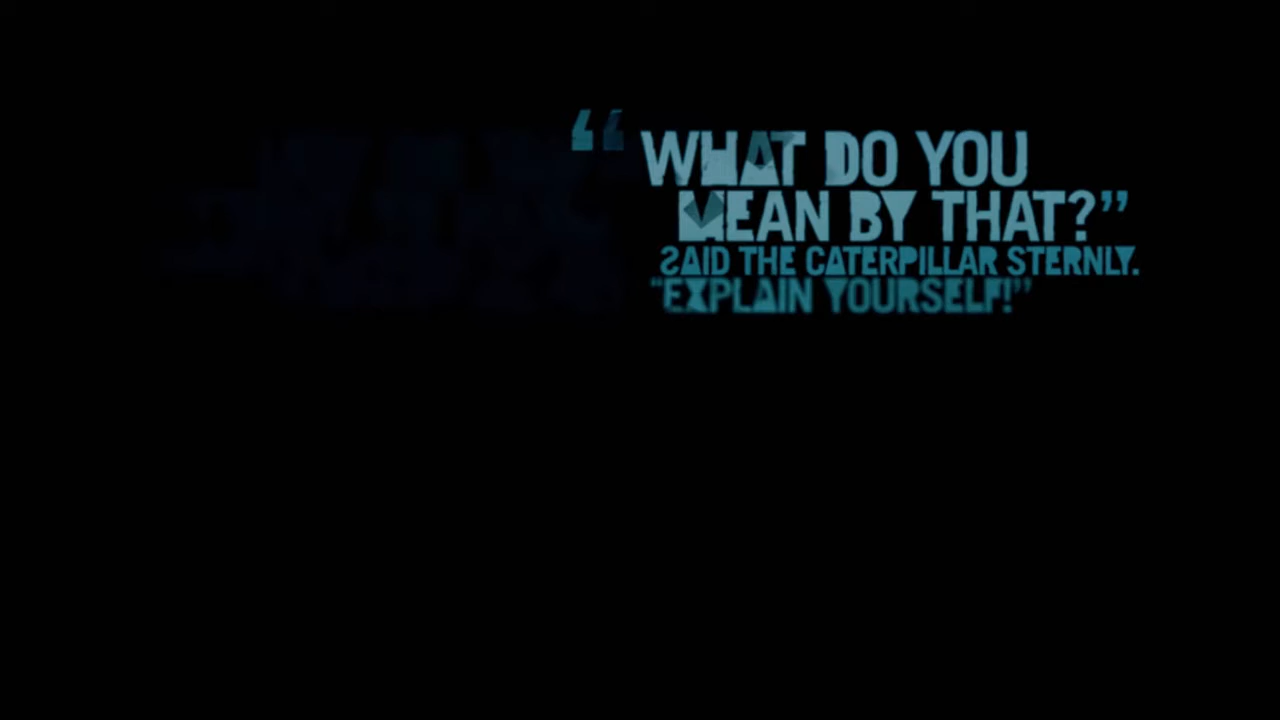 “WHAT DO YOU
MEAN BY THAT?”
SAID THE CATERPILLAR STERNLY.
“EXPLAIN YOURSELF!”